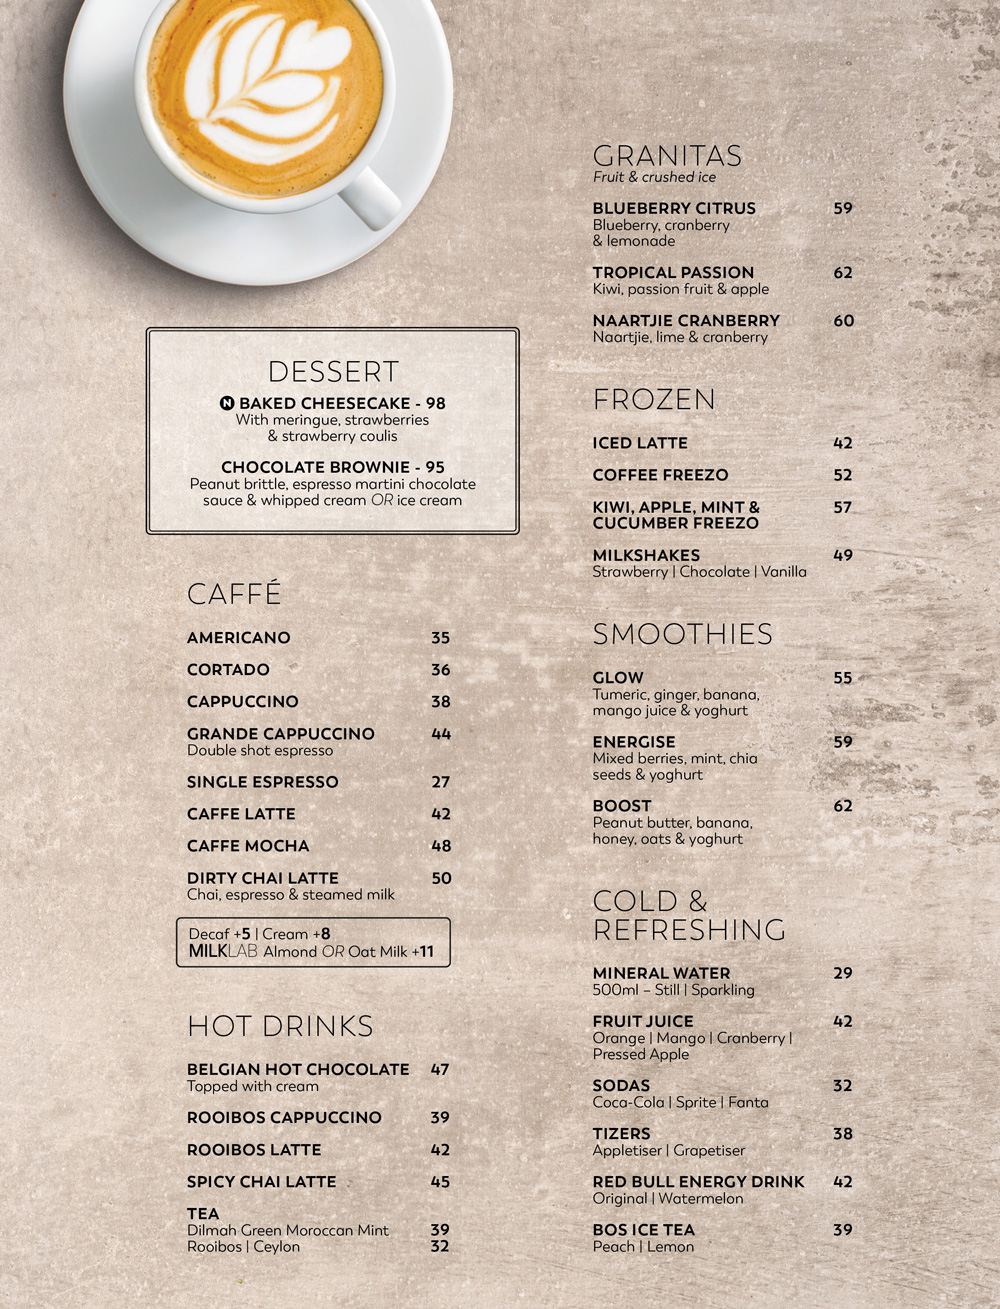 DESSERT
N BAKED CHEESECAKE - 98
With meringue, strawberries
& strawberry coulis
CHOCOLATE BROWNIE - 95
Peanut brittle, espresso martini chocolate
sauce & whipped cream OR ice cream
CAFFÉ
AMERICANO 35
CORTADO 36
CAPPUCCINO 38
GRANDE CAPPUCCINO 44
Double shot espresso
SINGLE ESPRESSO 27
CAFFE LATTE 42
CAFFE MOCHA 48
DIRTY CHAI LATTE 50
Chai, espresso & steamed milk
Decaf +5 | Cream +8
MILKLAB Almond OR Oat Milk +11
HOT DRINKS
BELGIAN HOT CHOCOLATE 47
Topped with cream
ROOIBOS CAPPUCCINO 39
ROOIBOS LATTE 42
SPICY CHAI LATTE 45
TEA
Dilmah Green Moroccan Mint 39
Rooibos | Ceylon 32
GRANITAS
Fruit & crushed ice
BLUEBERRY CITRUS 59
Blueberry, cranberry
& lemonade
TROPICAL PASSION 62
Kiwi, passion fruit & apple
NAARTJIE CRANBERRY 60
Naartjie, lime & cranberry
FROZEN
ICED LATTE 42
COFFEE FREEZO 52
KIWI, APPLE, MINT & 57
CUCUMBER FREEZO
MILKSHAKES 49
Strawberry | Chocolate | Vanilla
SMOOTHIES
GLOW 55
Tumeric, ginger, banana,
mango juice & yoghurt
ENERGISE 59
Mixed berries, mint, chia
seeds & yoghurt
BOOST 62
Peanut butter, banana,
honey, oats & yoghurt
COLD &
REFRESHING
MINERAL WATER 29
500ml – Still | Sparkling
FRUIT JUICE 42
Orange | Mango | Cranberry |
Pressed Apple
SODAS 32
Coca-Cola | Sprite | Fanta
TIZERS 38
Appletiser | Grapetiser
RED BULL ENERGY DRINK 42
Original | Watermelon
BOS ICE TEA 39
Peach | Lemon